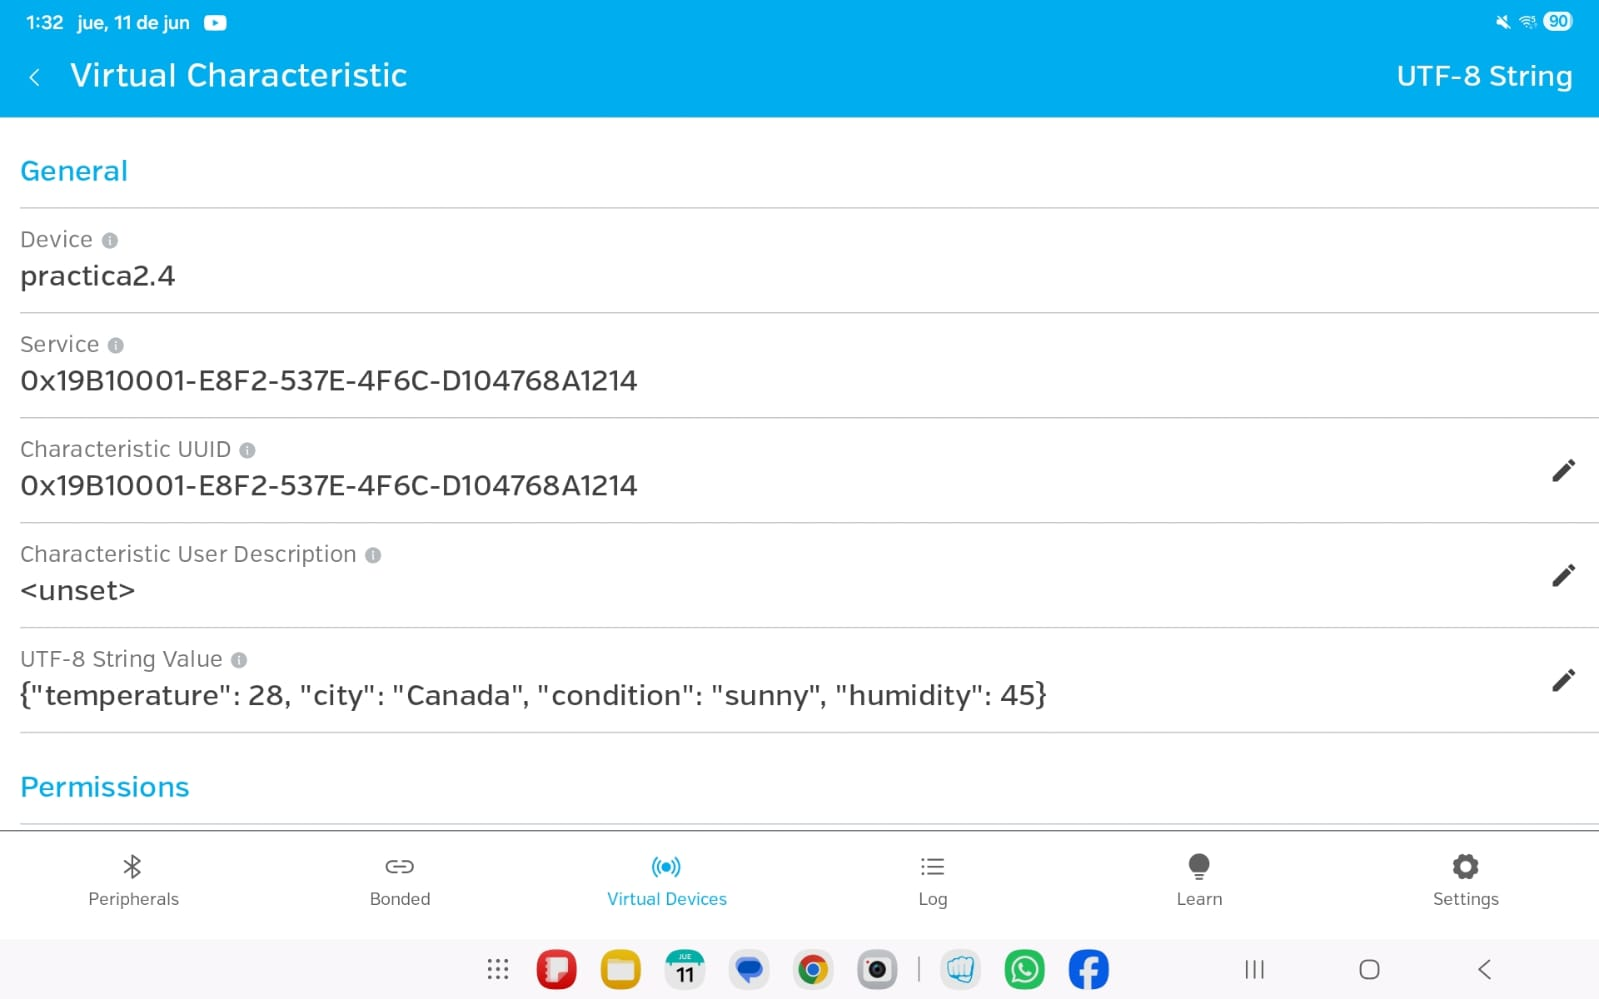 1:32 jue, 11 de jun
90
Virtual Characteristic
UTF-8 String
General
Device
practica2.4
Service
0x19B10001-E8F2-537E-4F6C-D104768A1214
Characteristic UUID
0x19B10001-E8F2-537E-4F6C-D104768A1214
Characteristic User Description
<unset>
UTF-8 String Value
{"temperature": 28, "city": "Canada", "condition": "sunny", "humidity": 45}
Permissions
Peripherals
Bonded
Virtual Devices
Log
Learn
Settings
JUE
11